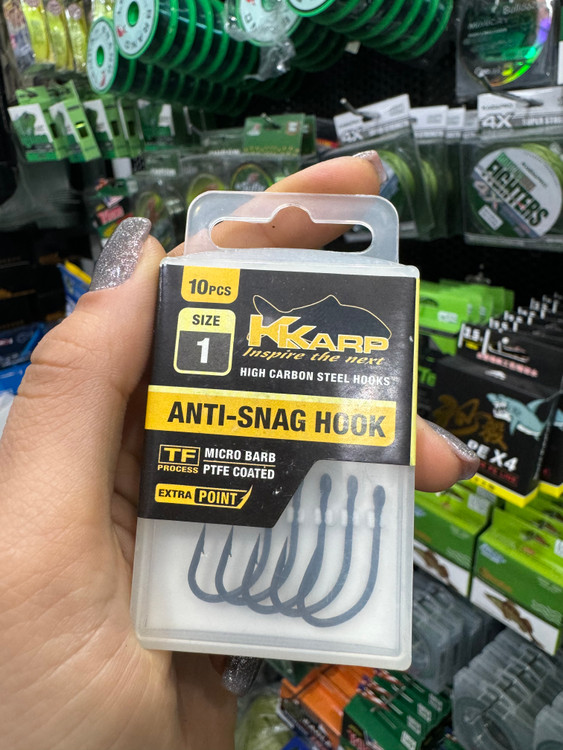 10PCS
SIZE
1
KKARP
Inspire the next
HIGH CARBON STEEL HOOKS
ANTI-SNAG HOOK
TF
PROCESS
MICRO BARB
PTFE COATED
EXTRA POINT
4X
4X
FIGHTERS
PE X4